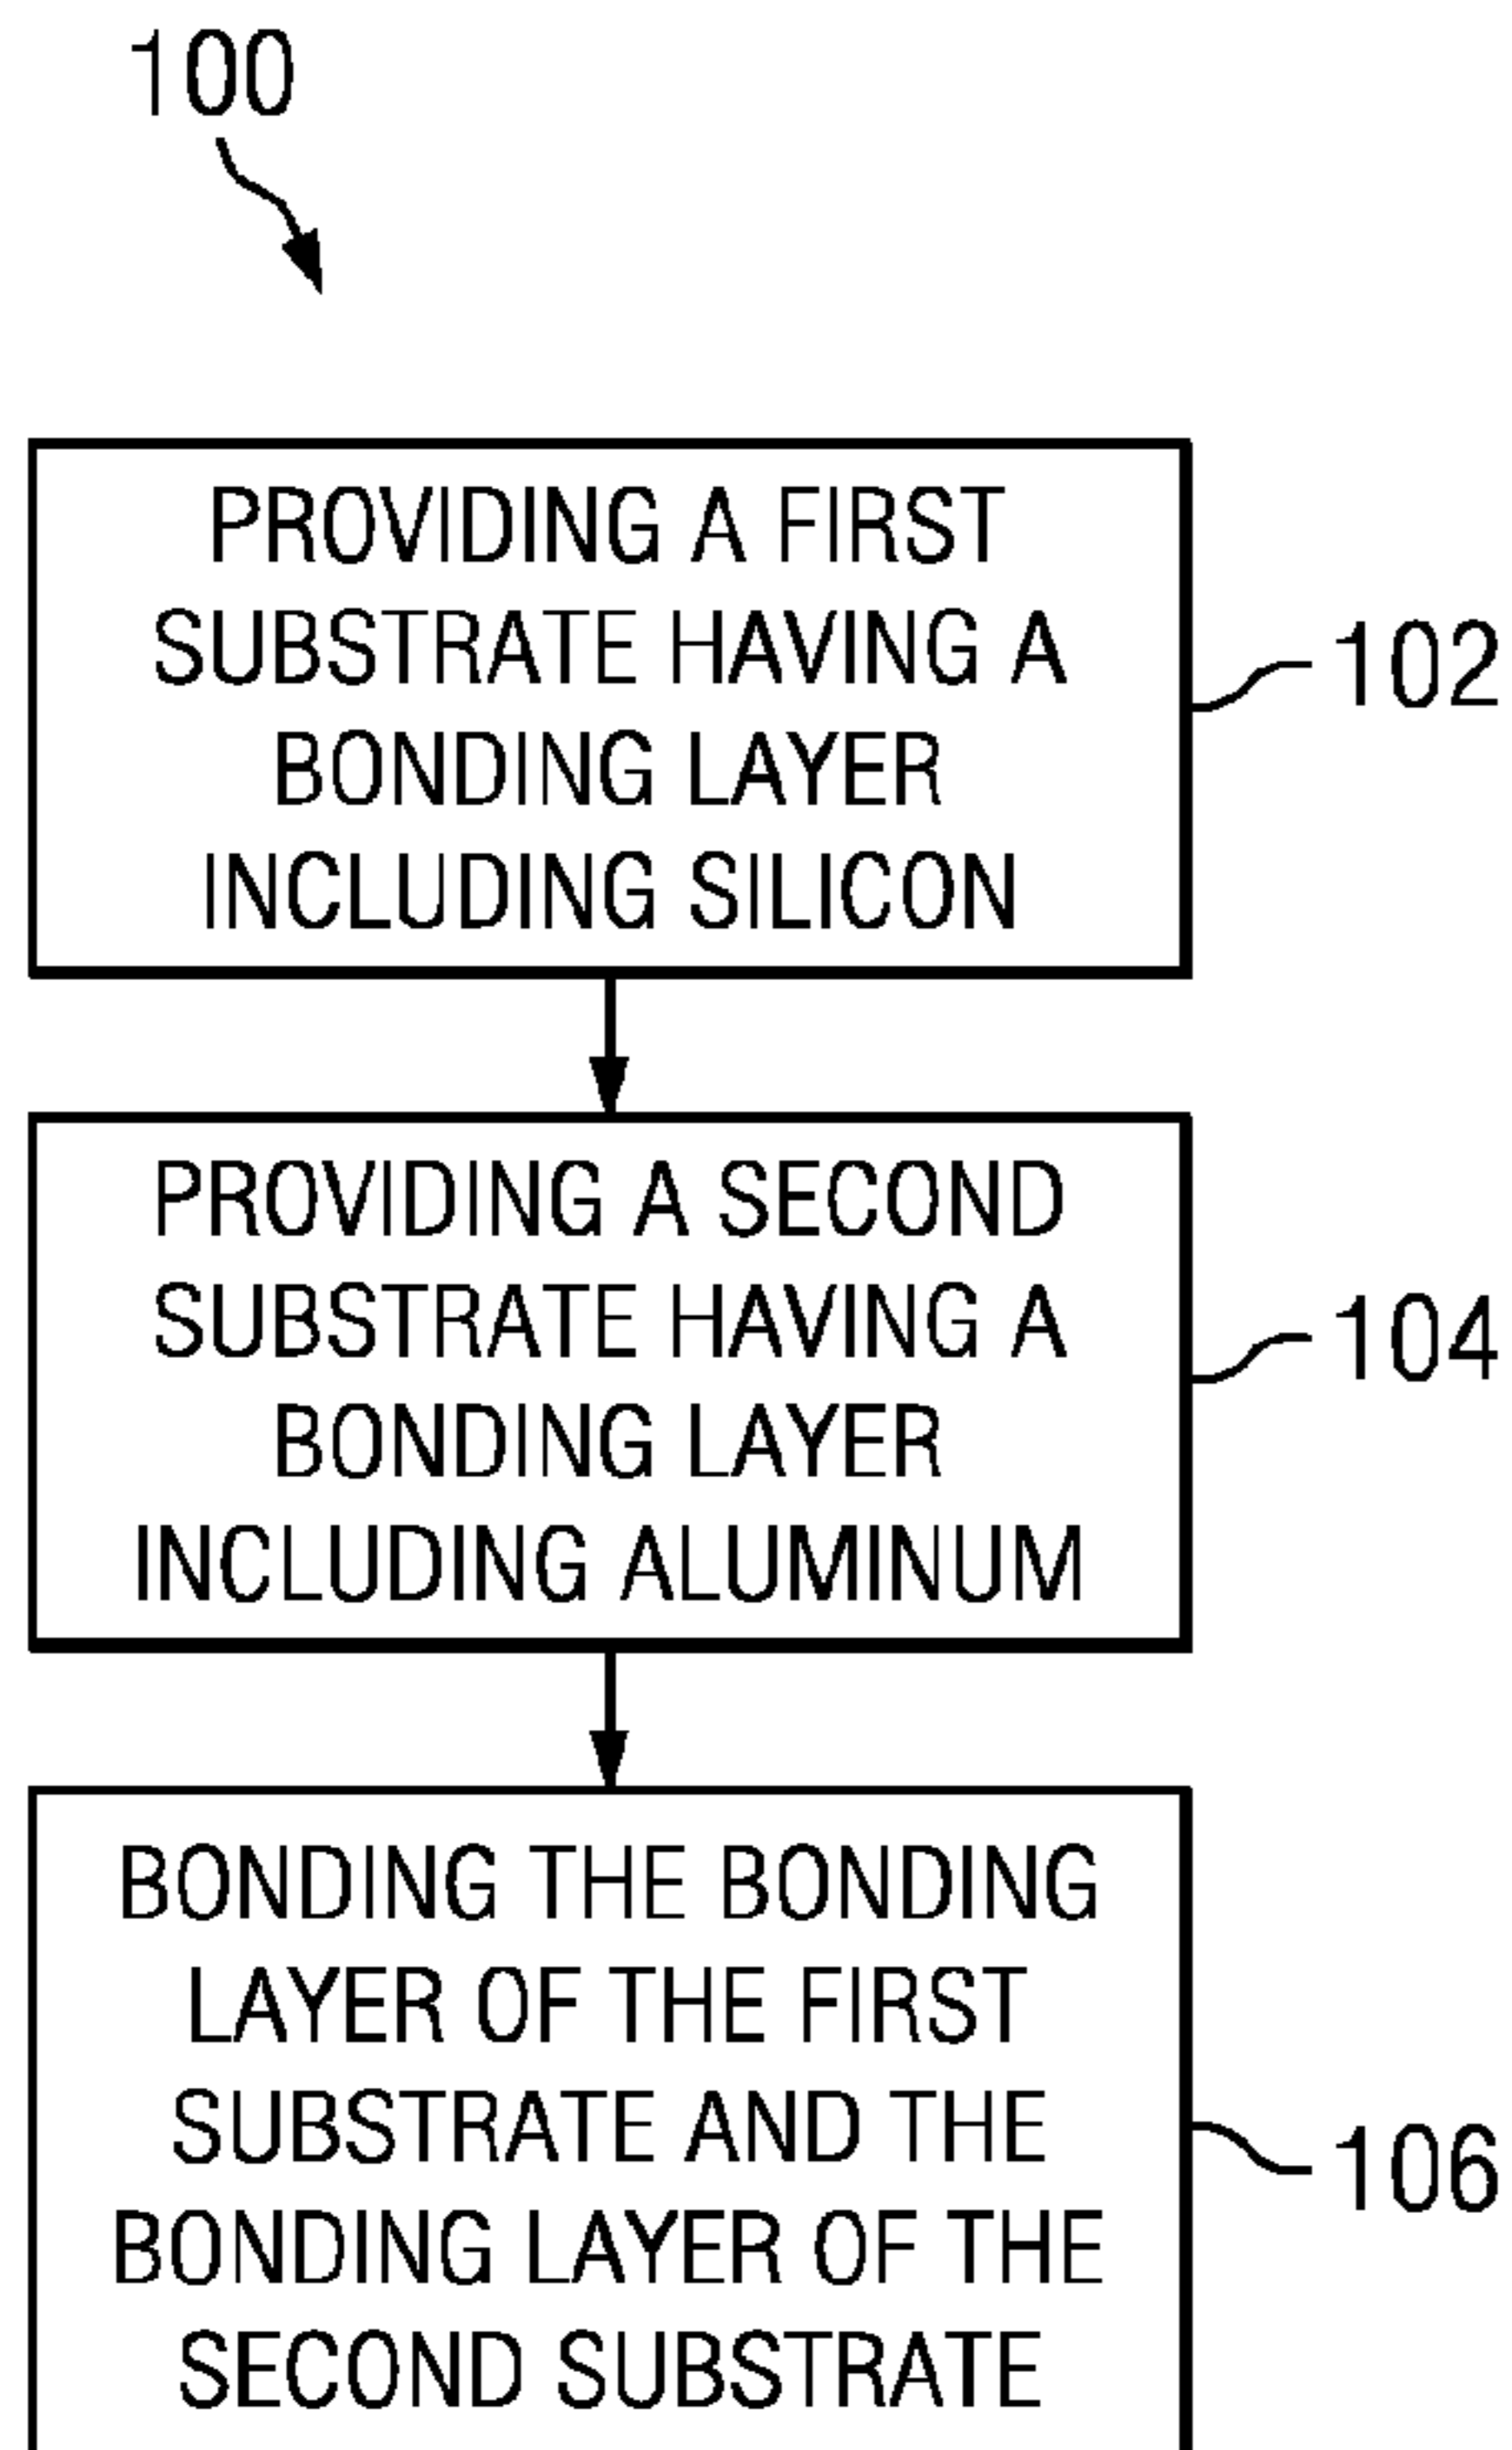 100
PROVIDING A FIRST
SUBSTRATE HAVING A
BONDING LAYER
INCLUDING SILICON
102
PROVIDING A SECOND
SUBSTRATE HAVING A
BONDING LAYER
INCLUDING ALUMINUM
104
BONDING THE BONDING
LAYER OF THE FIRST
SUBSTRATE AND THE
BONDING LAYER OF THE
SECOND SUBSTRATE
106